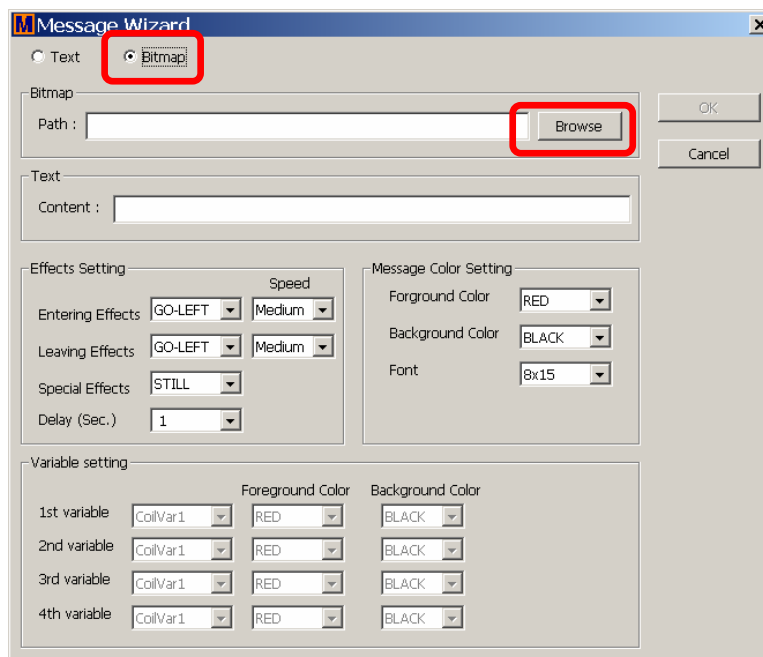 M Message Wizard
Text Bitmap
Bitmap
Path : Browse
OK
Cancel
Text
Content :
Effects Setting
Speed
Entering Effects GO-LEFT Medium
Leaving Effects GO-LEFT Medium
Special Effects STILL
Delay (Sec.) 1
Message Color Setting
Forground Color RED
Background Color BLACK
Font 8x15
Variable setting
Foreground Color Background Color
1st variable CoilVar1 RED BLACK
2nd variable CoilVar1 RED BLACK
3rd variable CoilVar1 RED BLACK
4th variable CoilVar1 RED BLACK